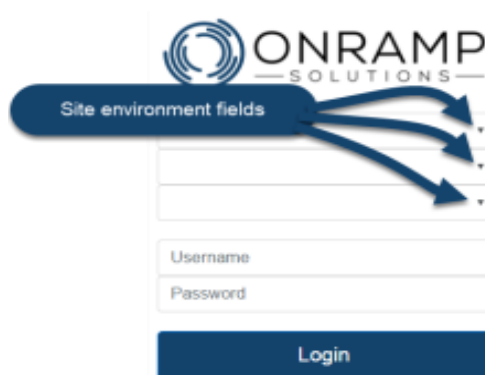 ONRAMP
SOLUTIONS
Site environment fields
Username
Password
Login